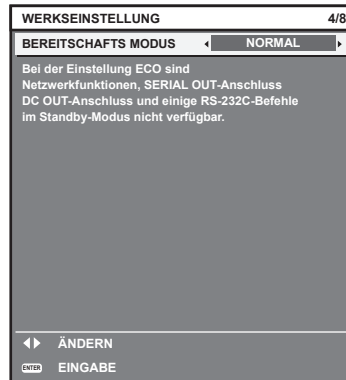 WERKSEINSTELLUNG 4/8
BEREITSCHAFTS MODUS NORMAL
Bei der Einstellung ECO sind
Netzwerkfunktionen, SERIAL OUT-Anschluss
DC OUT-Anschluss und einige RS-232C-Befehle
im Standby-Modus nicht verfügbar.
ÄNDERN
ENTER EINGABE